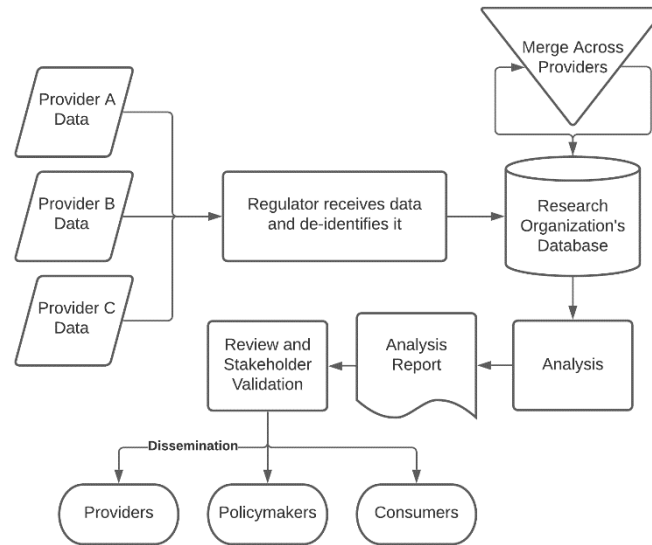 Merge Across
Providers
Provider A
Data
Provider B
Data
Regulator receives data
and de-identifies it
Research
Organization's
Database
Provider C
Data
Review and
Stakeholder
Validation
Analysis
Report
Analysis
Dissemination
Providers
Policymakers
Consumers